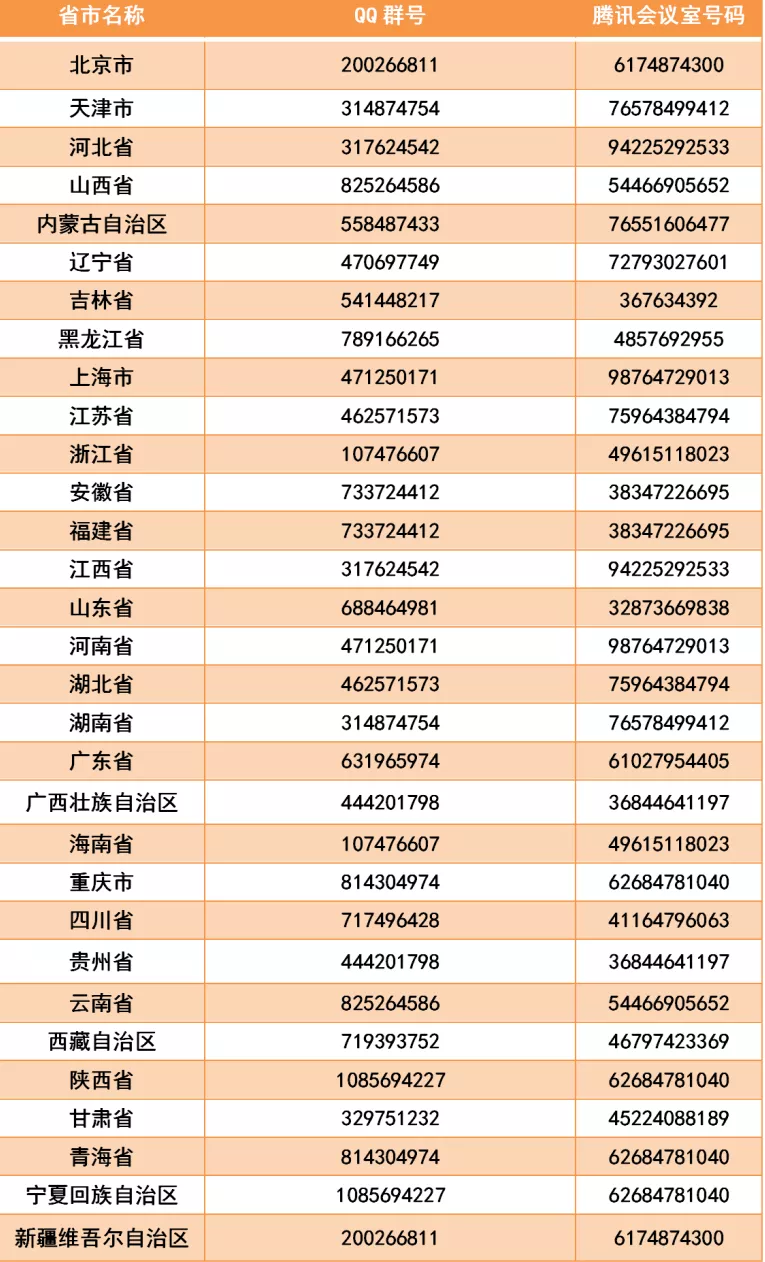 省市名称 QQ 群号 腾讯会议室号码
北京市 200266811 6174874300
天津市 314874754 76578499412
河北省 317624542 94225292533
山西省 825264586 54466905652
内蒙古自治区 558487433 76551606477
辽宁省 470697749 72793027601
吉林省 541448217 367634392
黑龙江省 789166265 4857692955
上海市 471250171 98764729013
江苏省 462571573 75964384794
浙江省 107476607 49615118023
安徽省 733724412 38347226695
福建省 733724412 38347226695
江西省 317624542 94225292533
山东省 688464981 32873669838
河南省 471250171 98764729013
湖北省 462571573 75964384794
湖南省 314874754 76578499412
广东省 631965974 61027954405
广西壮族自治区 444201798 36844641197
海南省 107476607 49615118023
重庆市 814304974 62684781040
四川省 717496428 41164796063
贵州省 444201798 36844641197
云南省 825264586 54466905652
西藏自治区 719393752 46797423369
陕西省 1085694227 62684781040
甘肃省 329751232 45224088189
青海省 814304974 62684781040
宁夏回族自治区 1085694227 62684781040
新疆维吾尔自治区 200266811 6174874300